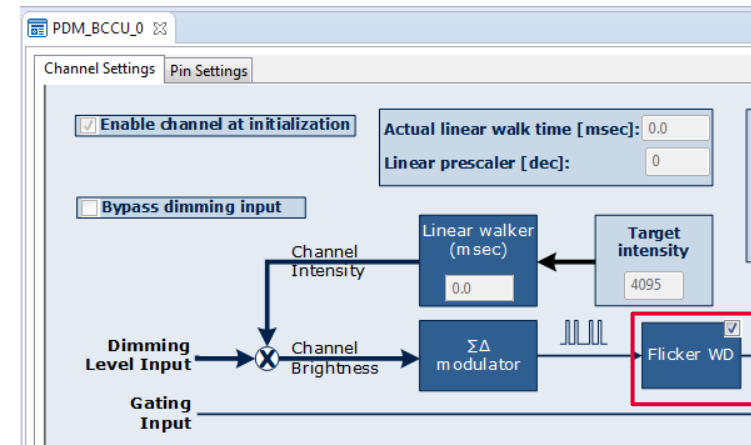 PDM_BCCU_0
Channel Settings Pin Settings
Enable channel at initialization
Actual linear walk time [msec]: 0.0
Linear prescaler [dec]: 0
Bypass dimming input
Linear walker
(msec)
0.0
Target
intensity
4095
Channel
Intensity
Dimming
Level Input
X
Channel
Brightness
ΣΔ
modulator
Flicker WD
Gating
Input